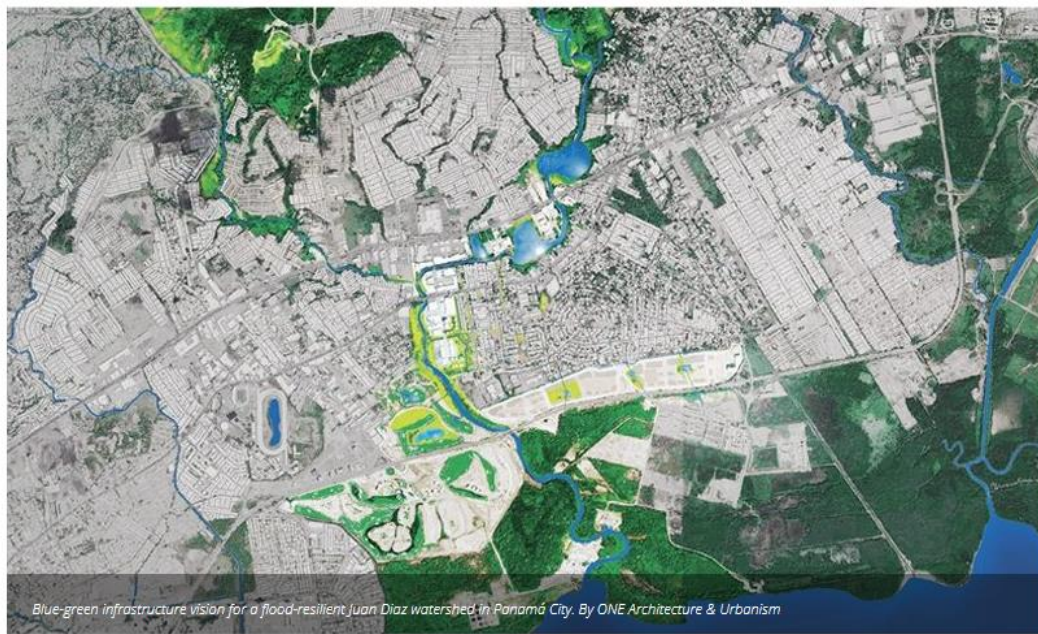 Blue-green infrastructure vision for a flood-resilient Juan Diaz watershed in Panamá City. By ONE Architecture & Urbanism